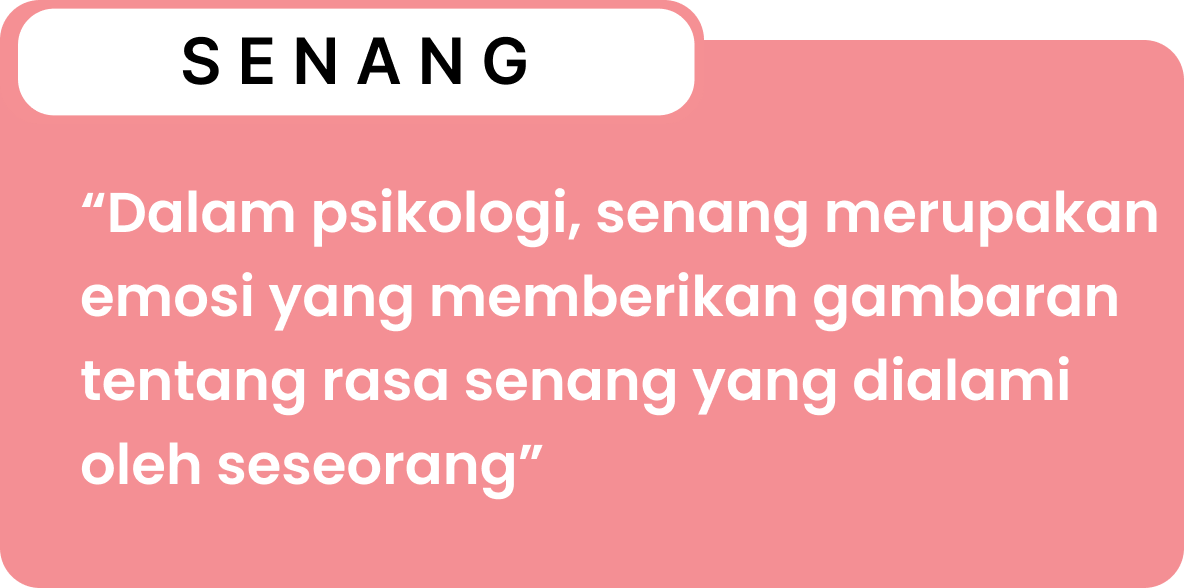 SENANG
“Dalam psikologi, senang merupakan
emosi yang memberikan gambaran
tentang rasa senang yang dialami
oleh seseorang”